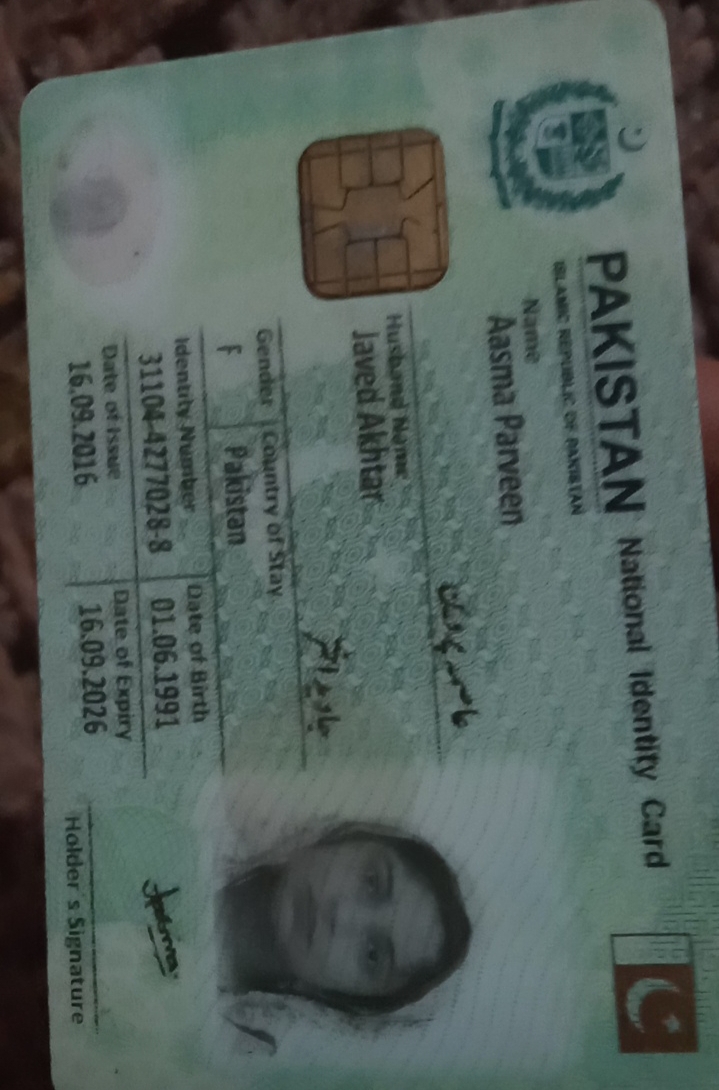 PAKISTAN National Identity Card
ISLAMIC REPUBLIC OF PAKISTAN
Name
Aasma Parveen
عاصمہ پروین
Husband Name
Javed Akhtar
جاوید اختر
Gender Country of Stay
F Pakistan
Identity Number Date of Birth
31104-4277028-8 01.06.1991
Date of Issue Date of Expiry
16.09.2016 16.09.2026
Holder's Signature